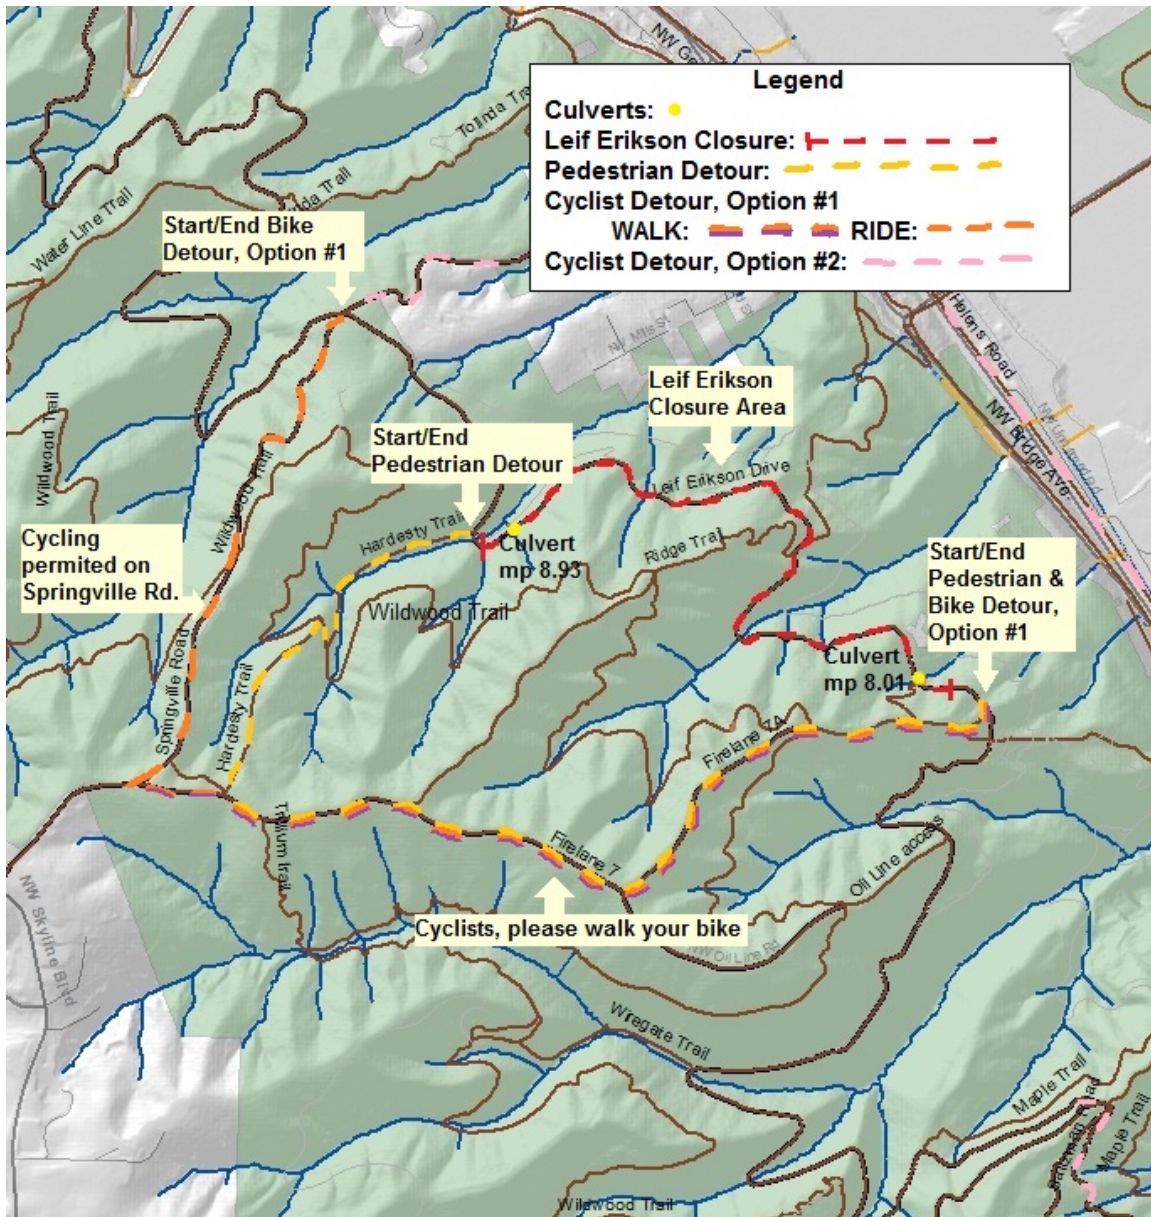 NW Ge
Legend
Culverts:
Leif Erikson Closure:
Pedestrian Detour:
Cyclist Detour, Option #1
WALK: RIDE:
Cyclist Detour, Option #2:
Tolinda Trail
Water Line Trail
nda Trail
Start/End Bike
Detour, Option #1
Helens Road
NW Bridge Ave.
Leif Erikson
Closure Area
Wildwood Trail
Start/End
Pedestrian Detour
Leif Erikson Drive
Wildwood Trail
Hardesty Trail
Culvert
mp 8.93
Ridge Trail
Cycling
permited on
Springville Rd.
Start/End
Pedestrian &
Bike Detour,
Option #1
Wildwood Trail
Culvert
mp 8.01
Springville Road
Hardesty Trail
Firelane 7A
Trillium trail
Firelane 7
Oil Line access
Cyclists, please walk your bike
NW Oil Line Rd
NW Skyline Blvd
Wiregate Trail
Maple Trail
Maple Trail
Wildwood Trail